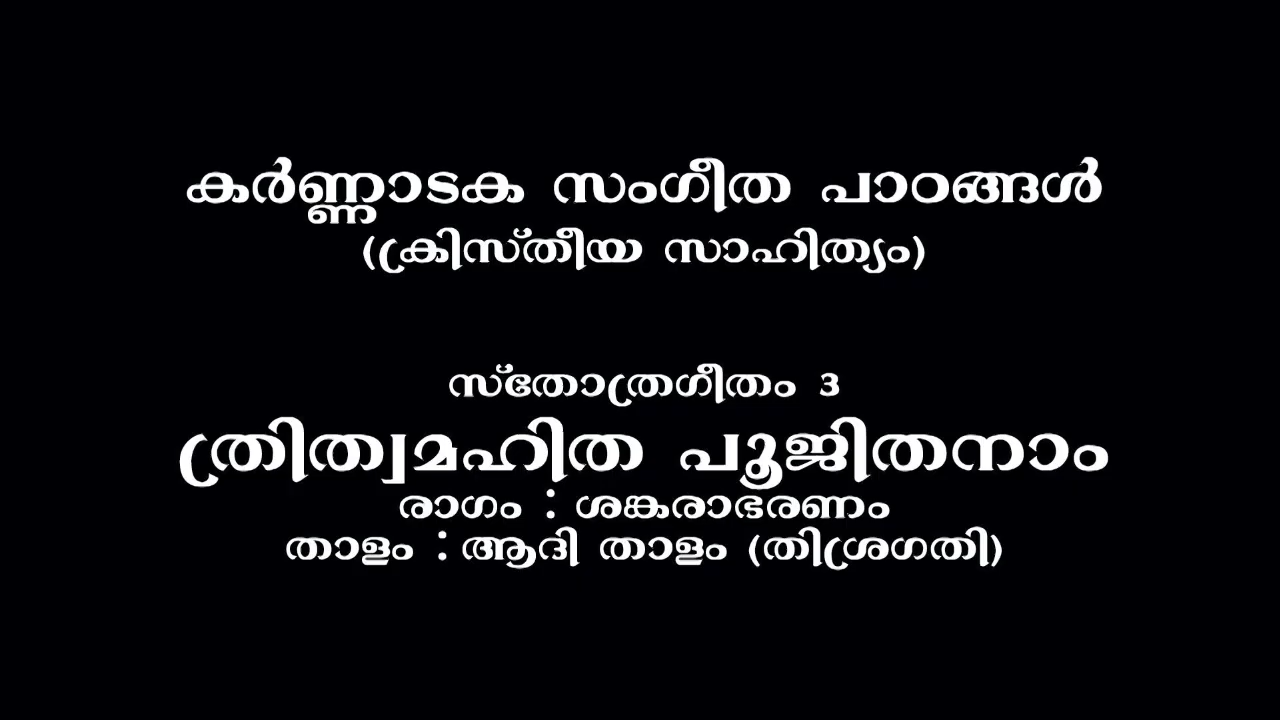 കർണ്ണാടക സംഗീത പാഠങ്ങൾ
(ക്രിസ്തീയ സാഹിത്യം)
സ്തോത്രഗീതം 3
ത്രിത്വമഹിത പൂജിതനാം
രാഗം : ശങ്കരാഭരണം
താളം : ആദി താളം (തിശ്രഗതി)